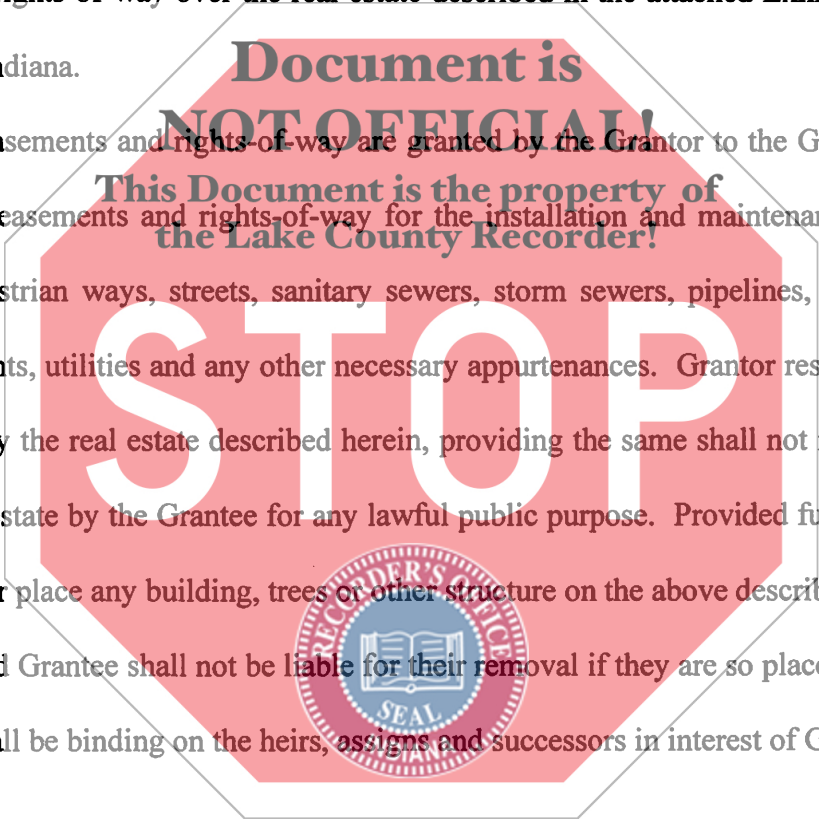 Document is
diana.
NOT OFFICIAL!
sements and rights-of-way are granted by the Grantor to the G
This Document is the property of
easements and rights-of-way for the installation and maintenan
the Lake County Recorder!
strian ways, streets, sanitary sewers, storm sewers, pipelines,
ts, utilities and any other necessary appurtenances. Grantor res
STOP
y the real estate described herein, providing the same shall not
state by the Grantee for any lawful public purpose. Provided fu
r place any building, trees or other structure on the above describ
RECORDER'S OFFICE
d Grantee shall not be liable for their removal if they are so place
SEAL
INDIANA
ll be binding on the heirs, assigns and successors in interest of G